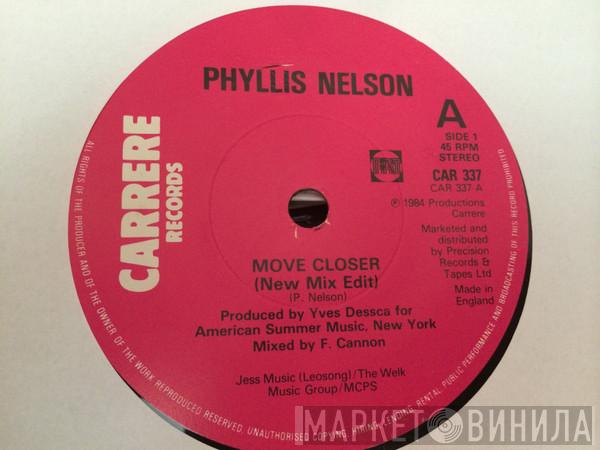 PHYLLIS NELSON
CARRERE
RECORDS
A
SIDE 1
45 RPM
STEREO
CAR 337
CAR 337 A
℗ 1984 Productions
Carrere
Marketed and
distributed
by Precision
Records &
Tapes Ltd
Made in
England
MOVE CLOSER
(New Mix Edit)
(P. Nelson)
Produced by Yves Dessca for
American Summer Music, New York
Mixed by F. Cannon
Jess Music (Leosong)/The Welk
Music Group/MCPS
ALL RIGHTS OF THE PRODUCER AND OF THE OWNER OF THE WORK REPRODUCED RESERVED. UNAUTHORISED COPYING, HIRING, LENDING, RENTAL, PUBLIC PERFORMANCE AND BROADCASTING OF THIS RECORD PROHIBITED.
МАРКЕТ ВИНИЛА